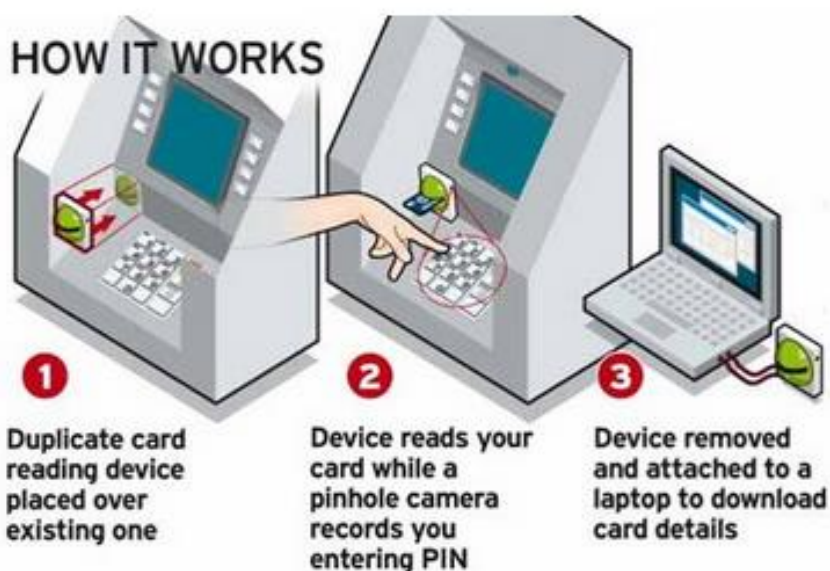 HOW IT WORKS
1
Duplicate card
reading device
placed over
existing one
2
Device reads your
card while a
pinhole camera
records you
entering PIN
3
Device removed
and attached to a
laptop to download
card details